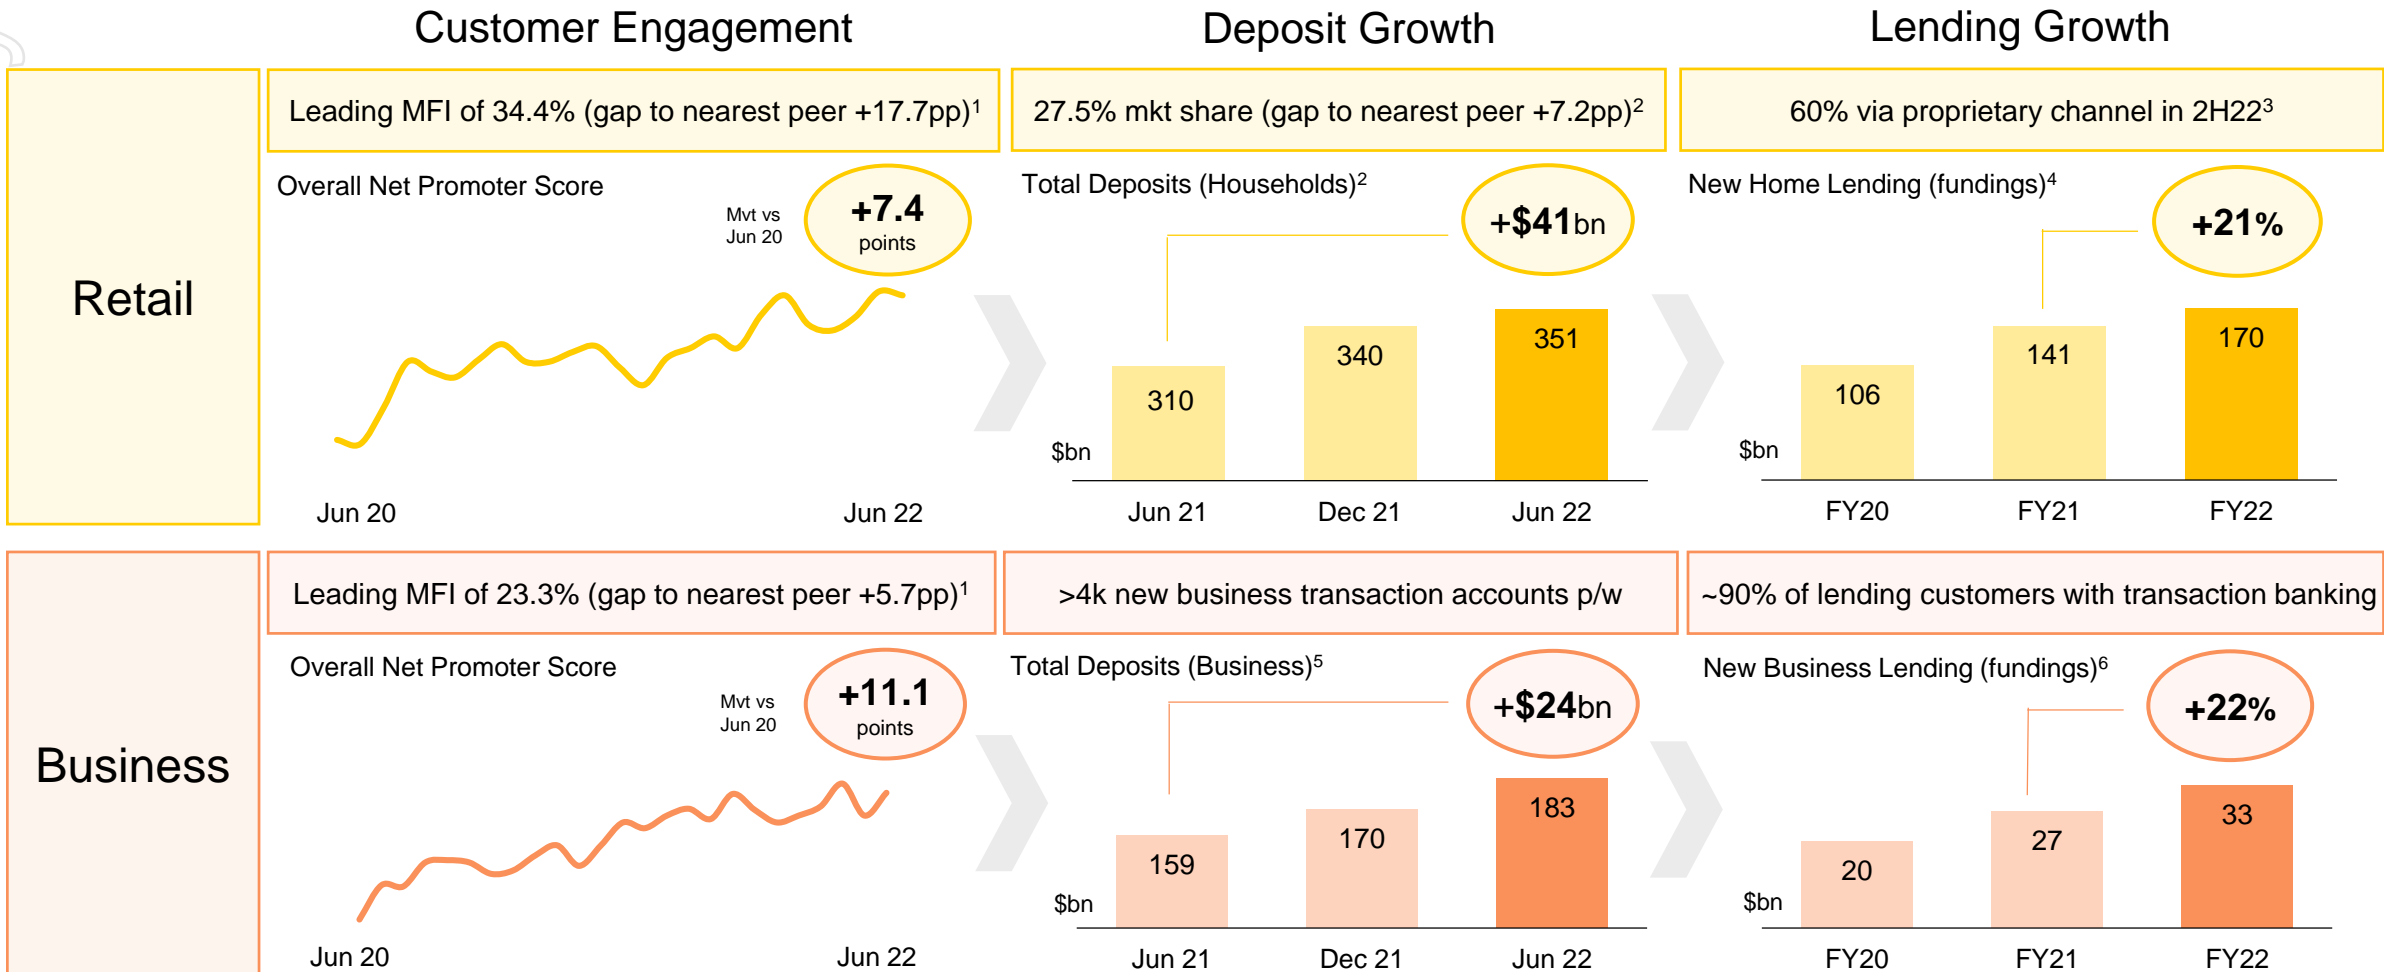 Customer Engagement
Deposit Growth
Lending Growth
Retail
Leading MFI of 34.4% (gap to nearest peer +17.7pp)¹
27.5% mkt share (gap to nearest peer +7.2pp)²
60% via proprietary channel in 2H22³
Overall Net Promoter Score
Mvt vs
Jun 20
+7.4
points
Jun 20
Jun 22
Total Deposits (Households)²
+$41bn
310
340
351
$bn
Jun 21
Dec 21
Jun 22
New Home Lending (fundings)⁴
+21%
106
141
170
$bn
FY20
FY21
FY22
Business
Leading MFI of 23.3% (gap to nearest peer +5.7pp)¹
>4k new business transaction accounts p/w
~90% of lending customers with transaction banking
Overall Net Promoter Score
Mvt vs
Jun 20
+11.1
points
Jun 20
Jun 22
Total Deposits (Business)⁵
+$24bn
159
170
183
$bn
Jun 21
Dec 21
Jun 22
New Business Lending (fundings)⁶
+22%
20
27
33
$bn
FY20
FY21
FY22